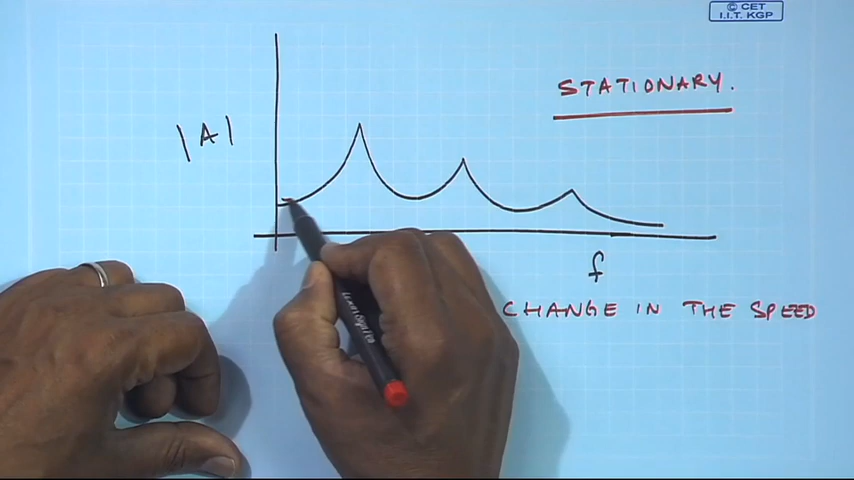 © CET
I.I.T. KGP
STATIONARY.
|A|
f
CHANGE IN THE SPEED